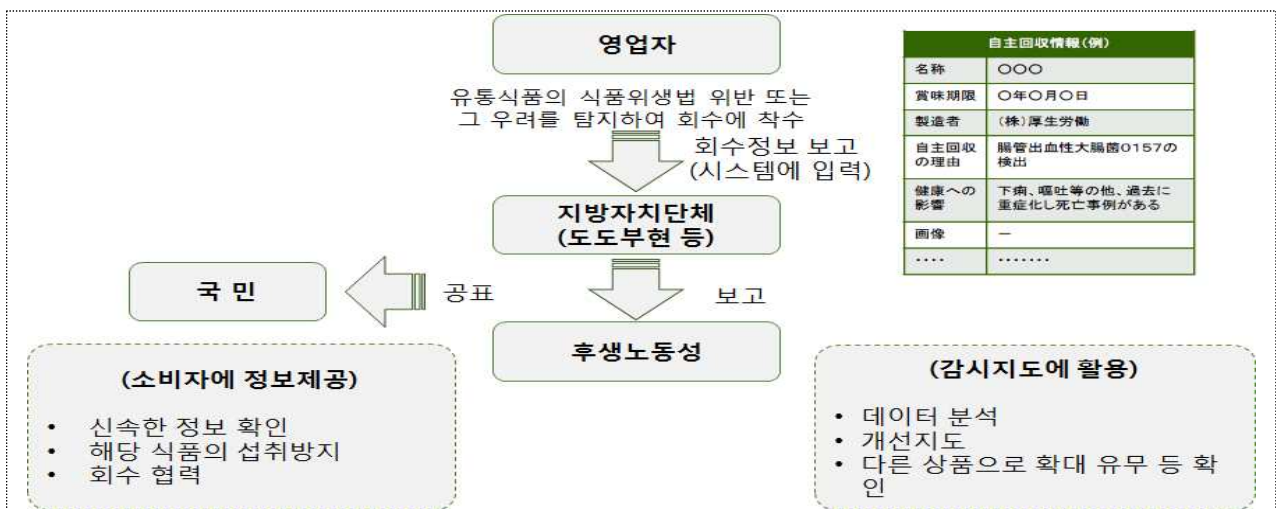 영업자
유통식품의 식품위생법 위반 또는
그 우려를 탐지하여 회수에 착수
회수정보 보고
(시스템에 입력)
지방자치단체
(도도부현 등)
국 민
공표
보고
후생노동성
自主回収情報(例)
名称 〇〇〇
賞味期限 〇年〇月〇日
製造者 (株)厚生労働
自主回収
の理由
腸管出血性大腸菌O157の
検出
健康への
影響
下痢、嘔吐等の他、過去に
重症化し死亡事例がある
画像 －
‥‥ ‥‥‥‥
(소비자에 정보제공)
• 신속한 정보 확인
• 해당 식품의 섭취방지
• 회수 협력
(감시지도에 활용)
• 데이터 분석
• 개선지도
• 다른 상품으로 확대 유무 등 확
인